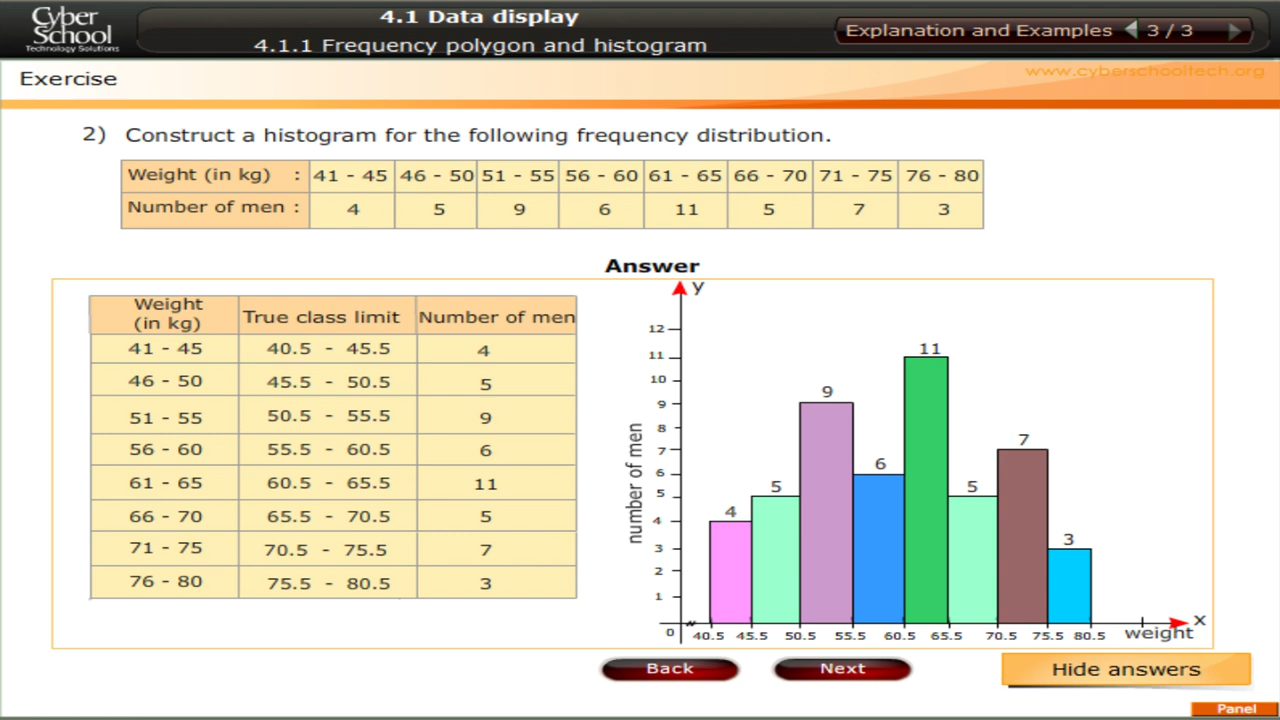 Cyber
School
Technology Solutions
4.1 Data display
4.1.1 Frequency polygon and histogram
Explanation and Examples 3 / 3
Exercise
www.cyberschooltech.org
2) Construct a histogram for the following frequency distribution.
Weight (in kg) : 41 - 45 46 - 50 51 - 55 56 - 60 61 - 65 66 - 70 71 - 75 76 - 80
Number of men : 4 5 9 6 11 5 7 3
Answer
Weight (in kg) True class limit Number of men
41 - 45 40.5 - 45.5 4
46 - 50 45.5 - 50.5 5
51 - 55 50.5 - 55.5 9
56 - 60 55.5 - 60.5 6
61 - 65 60.5 - 65.5 11
66 - 70 65.5 - 70.5 5
71 - 75 70.5 - 75.5 7
76 - 80 75.5 - 80.5 3
y
12
11
10
9
8
7
6
5
4
3
2
1
0
number of men
4 5 9 6 11 5 7 3
40.5 45.5 50.5 55.5 60.5 65.5 70.5 75.5 80.5
weight
x
Back
Next
Hide answers
Panel